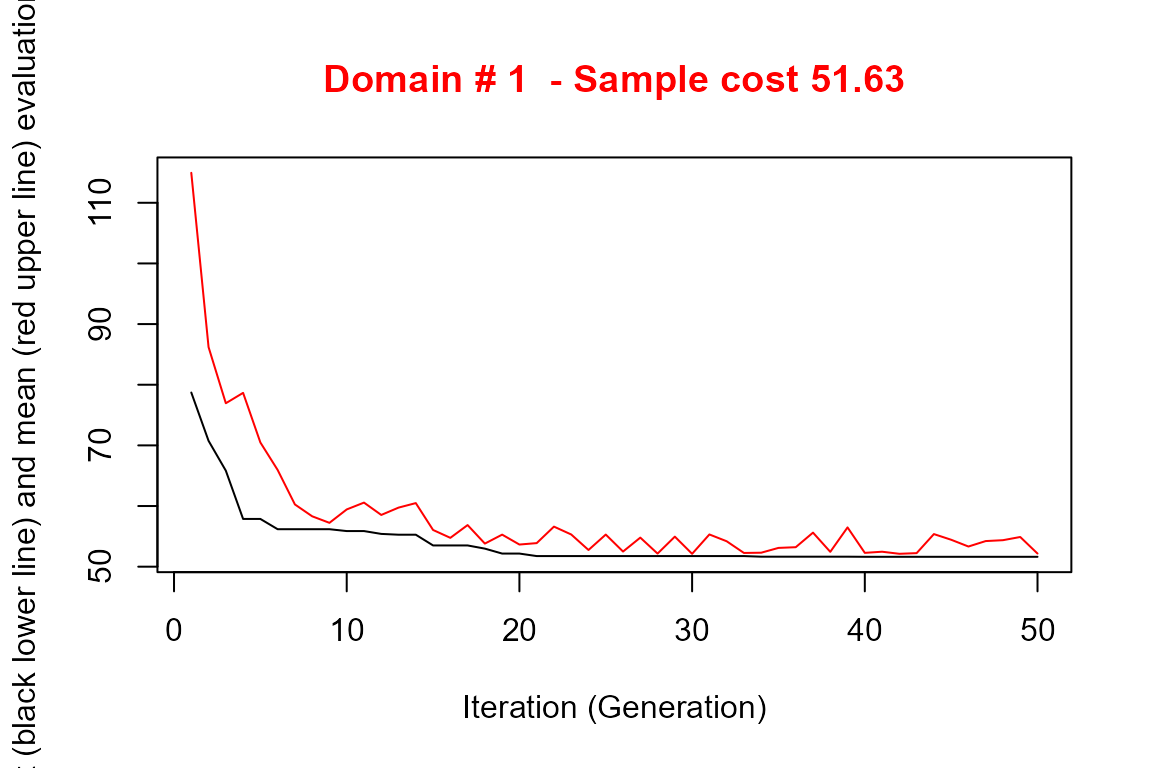 Domain # 1  - Sample cost 51.63
(black lower line) and mean (red upper line)
110
90
70
50
0 10 20 30 40 50
Iteration (Generation)